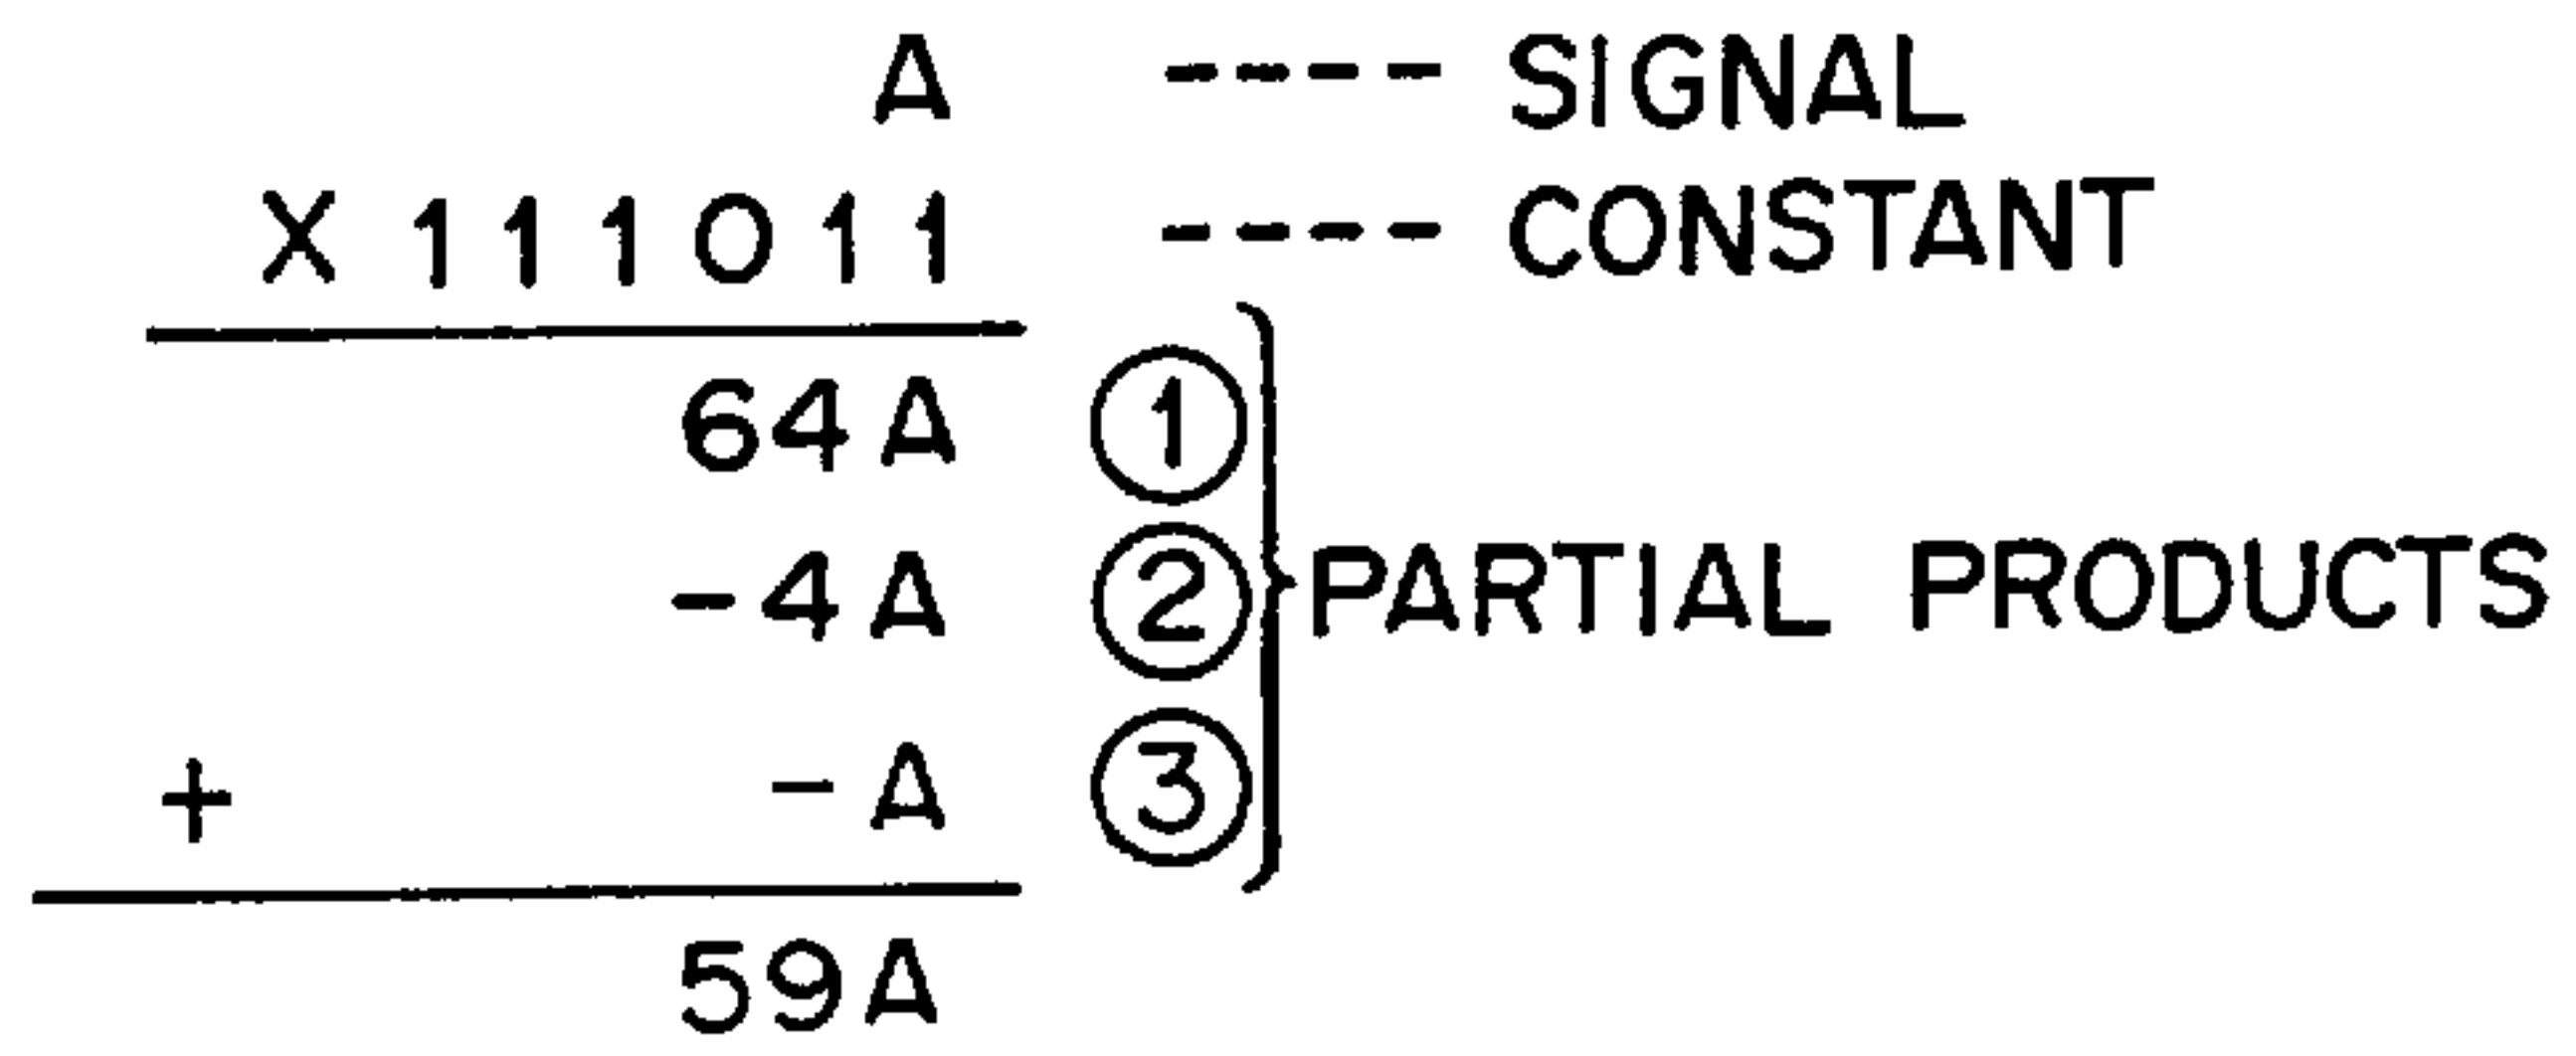 A ---- SIGNAL
X 111011 ---- CONSTANT
64A ①
-4A ② PARTIAL PRODUCTS
+ -A ③
59A